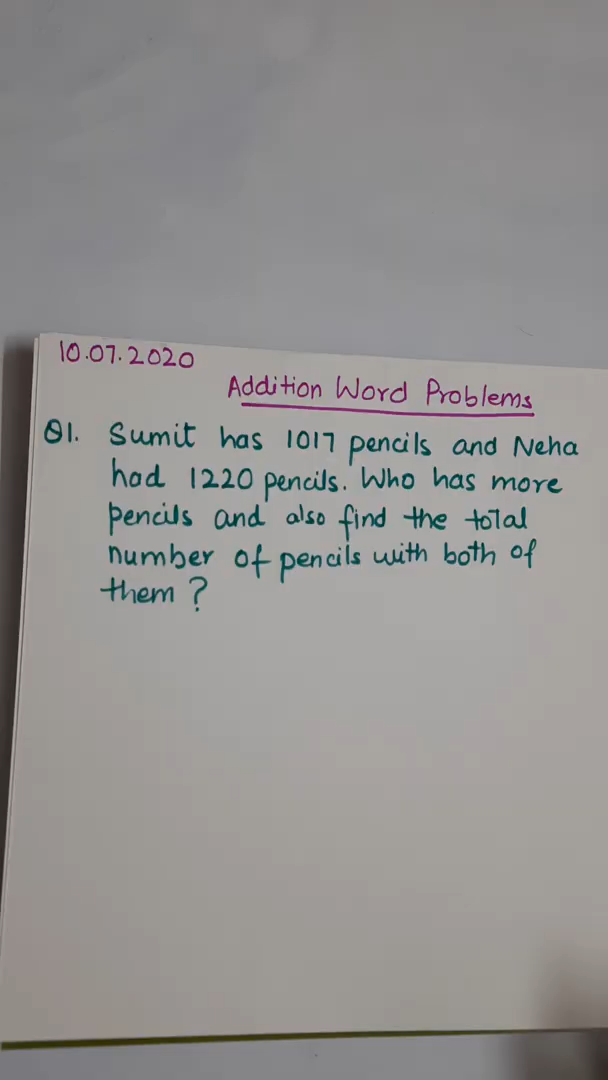 10.07.2020
Addition Word Problems
Q1. Sumit has 1017 pencils and Neha
had 1220 pencils. Who has more
pencils and also find the total
number of pencils with both of
them ?